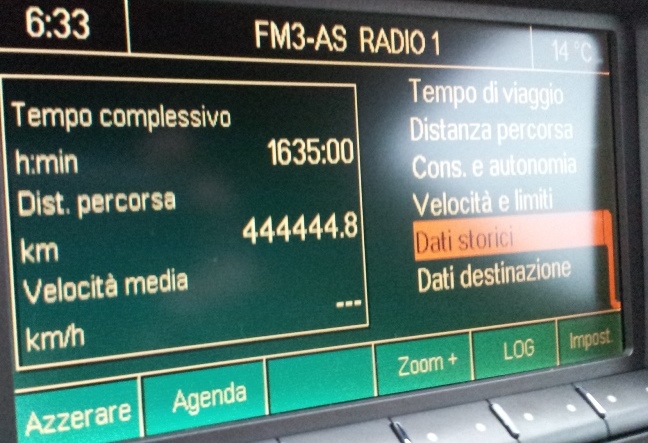 6:33
FM3-AS RADIO 1
14 °C
Tempo complessivo
h:min 1635:00
Dist. percorsa
km 444444.8
Velocità media
---
km/h
Tempo di viaggio
Distanza percorsa
Cons. e autonomia
Velocità e limiti
Dati storici
Dati destinazione
Azzerare Agenda Zoom + LOG Impost.